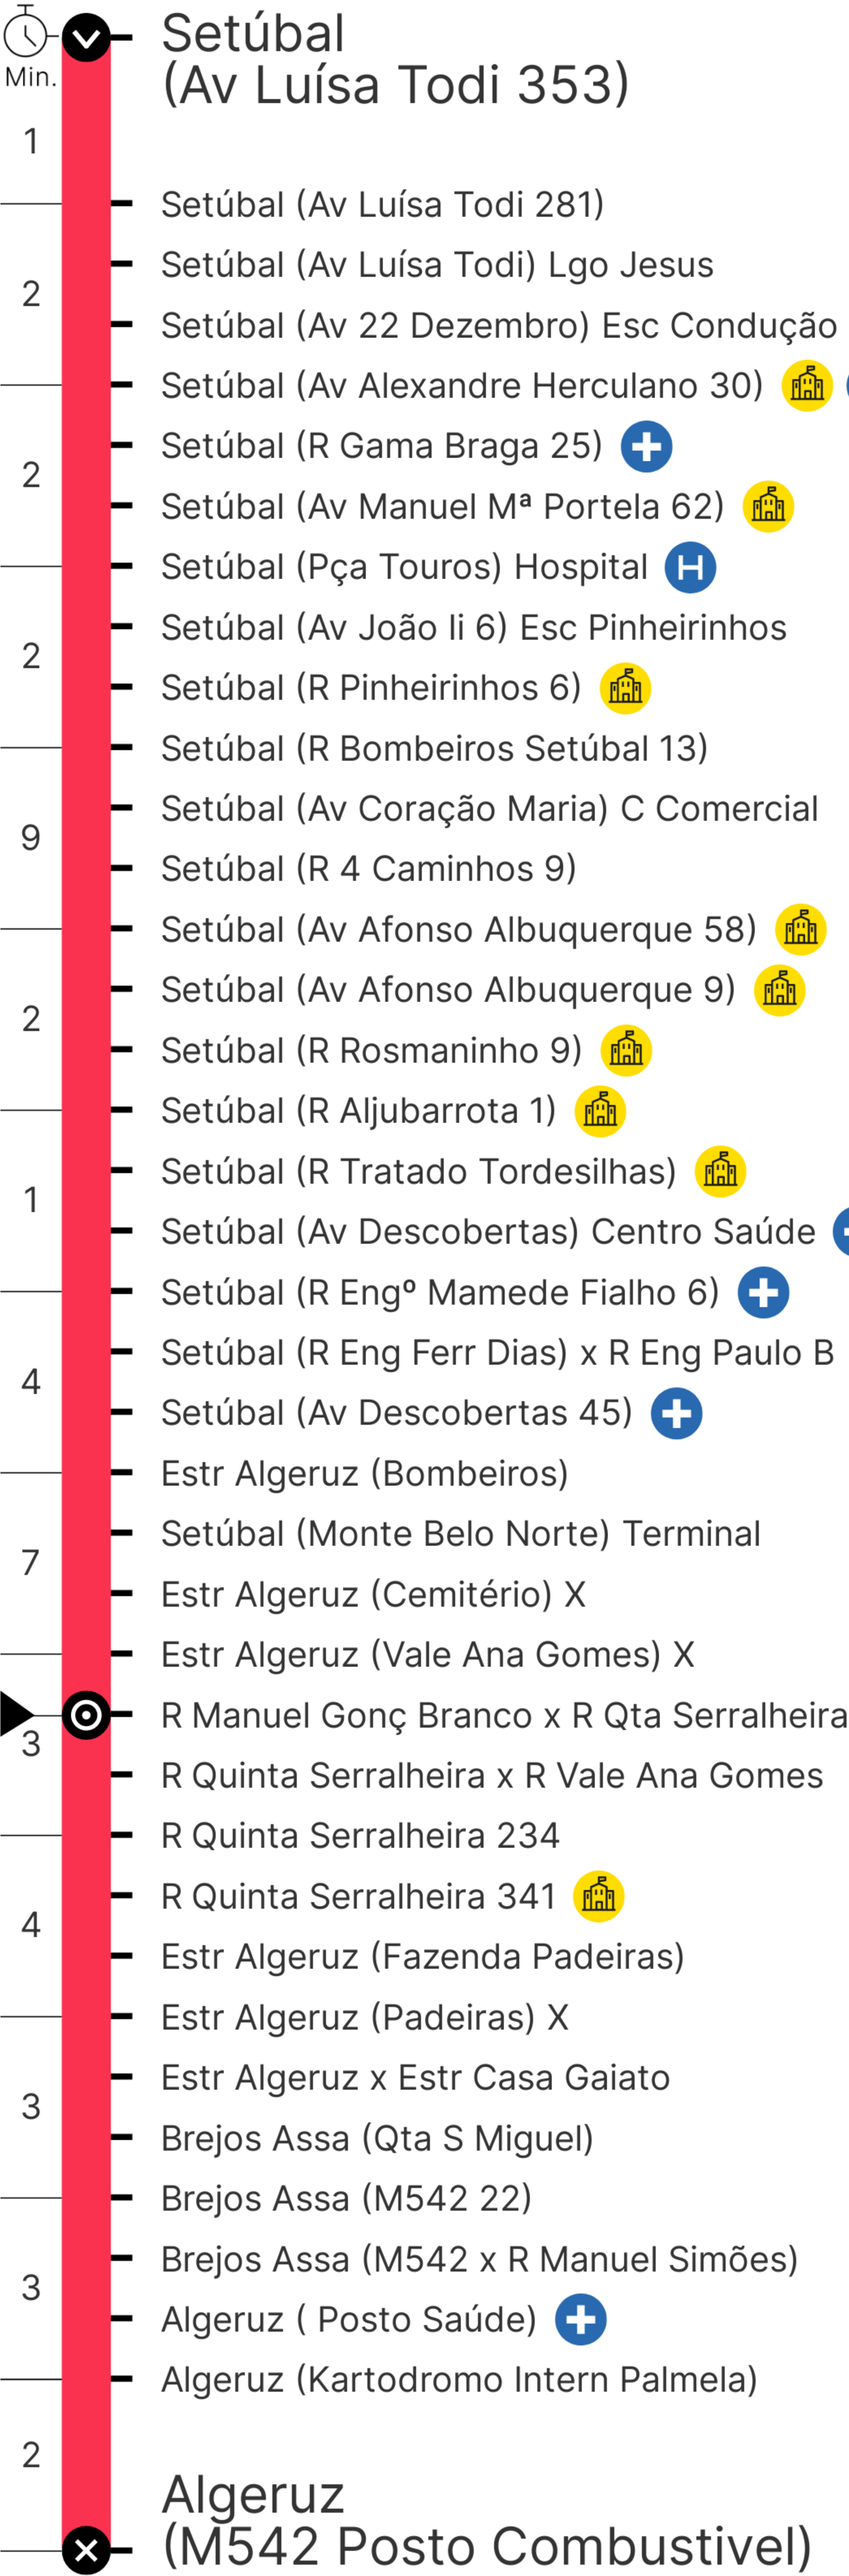 Setúbal
(Av Luísa Todi 353)
Min.
1
Setúbal (Av Luísa Todi 281)
Setúbal (Av Luísa Todi) Lgo Jesus
2
Setúbal (Av 22 Dezembro) Esc Condução
Setúbal (Av Alexandre Herculano 30)
Setúbal (R Gama Braga 25)
2
Setúbal (Av Manuel Mª Portela 62)
Setúbal (Pça Touros) Hospital H
Setúbal (Av João Ii 6) Esc Pinheirinhos
2
Setúbal (R Pinheirinhos 6)
Setúbal (R Bombeiros Setúbal 13)
Setúbal (Av Coração Maria) C Comercial
9
Setúbal (R 4 Caminhos 9)
Setúbal (Av Afonso Albuquerque 58)
Setúbal (Av Afonso Albuquerque 9)
2
Setúbal (R Rosmaninho 9)
Setúbal (R Aljubarrota 1)
Setúbal (R Tratado Tordesilhas)
1
Setúbal (Av Descobertas) Centro Saúde
Setúbal (R Engº Mamede Fialho 6)
Setúbal (R Eng Ferr Dias) x R Eng Paulo B
4
Setúbal (Av Descobertas 45)
Estr Algeruz (Bombeiros)
Setúbal (Monte Belo Norte) Terminal
7
Estr Algeruz (Cemitério) X
Estr Algeruz (Vale Ana Gomes) X
R Manuel Gonç Branco x R Qta Serralheira
3
R Quinta Serralheira x R Vale Ana Gomes
R Quinta Serralheira 234
R Quinta Serralheira 341
4
Estr Algeruz (Fazenda Padeiras)
Estr Algeruz (Padeiras) X
Estr Algeruz x Estr Casa Gaiato
3
Brejos Assa (Qta S Miguel)
Brejos Assa (M542 22)
Brejos Assa (M542 x R Manuel Simões)
3
Algeruz ( Posto Saúde)
Algeruz (Kartodromo Intern Palmela)
2
Algeruz
(M542 Posto Combustivel)